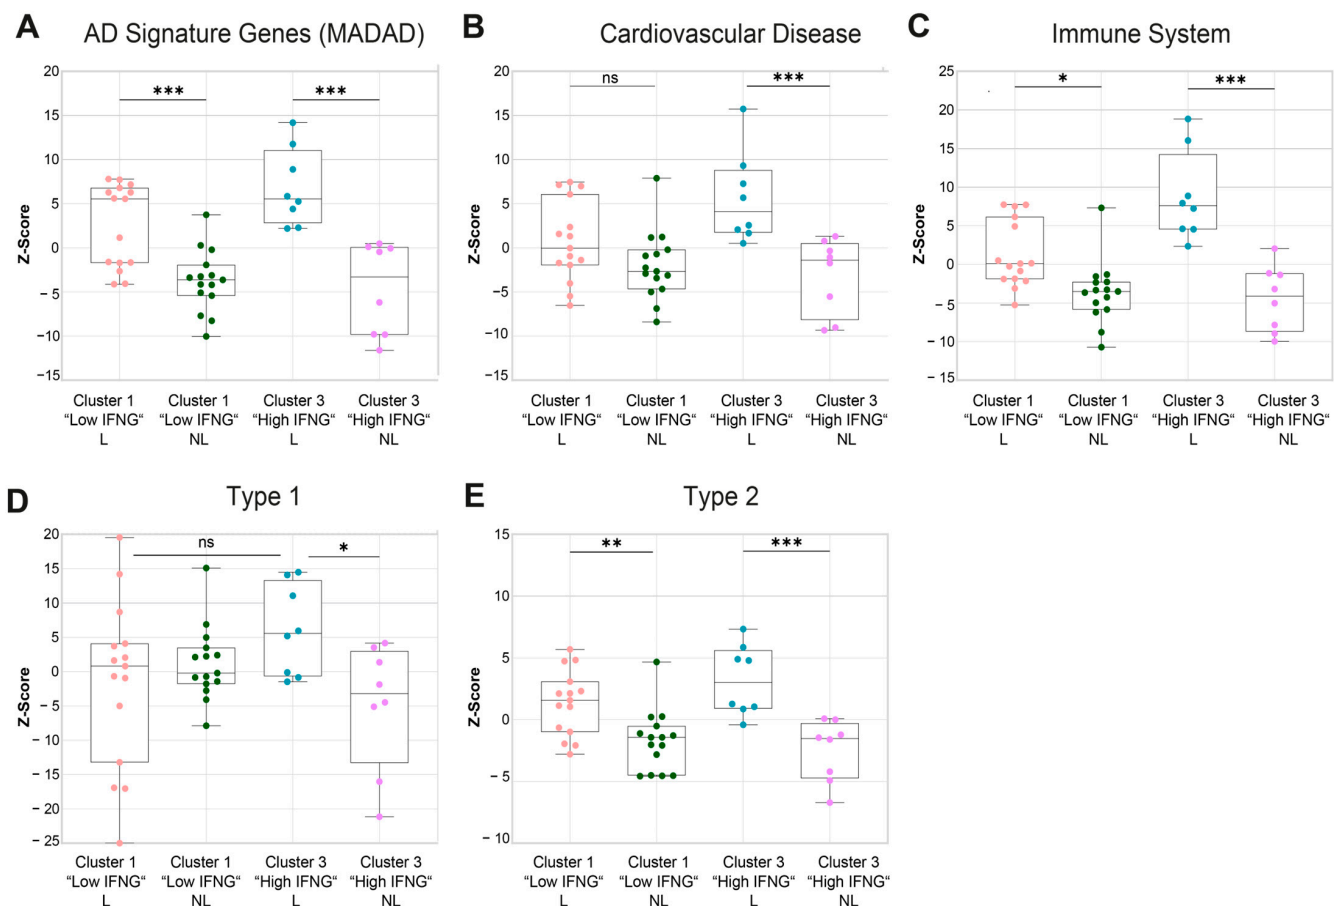 A
AD Signature Genes (MADAD)
20
15
10
5
0
−5
−10
−15
Z-Score
***
***
Cluster 1
“Low IFNG“
L
Cluster 1
“Low IFNG“
NL
Cluster 3
“High IFNG“
L
Cluster 3
“High IFNG“
NL
B
Cardiovascular Disease
20
15
10
5
0
−5
−10
−15
Z-Score
ns
***
Cluster 1
“Low IFNG“
L
Cluster 1
“Low IFNG“
NL
Cluster 3
“High IFNG“
L
Cluster 3
“High IFNG“
NL
C
Immune System
25
20
15
10
5
0
− 5
− 10
− 15
Z-Score
*
***
Cluster 1
“Low IFNG“
L
Cluster 1
“Low IFNG“
NL
Cluster 3
“High IFNG“
L
Cluster 3
“High IFNG“
NL
D
Type 1
20
15
10
5
0
−5
− 10
− 15
− 20
− 25
Z-Score
ns
*
Cluster 1
“Low IFNG“
L
Cluster 1
“Low IFNG“
NL
Cluster 3
“High IFNG“
L
Cluster 3
“High IFNG“
NL
E
Type 2
15
10
5
0
−5
− 10
Z-Score
**
***
Cluster 1
“Low IFNG“
L
Cluster 1
“Low IFNG“
NL
Cluster 3
“High IFNG“
L
Cluster 3
“High IFNG“
NL